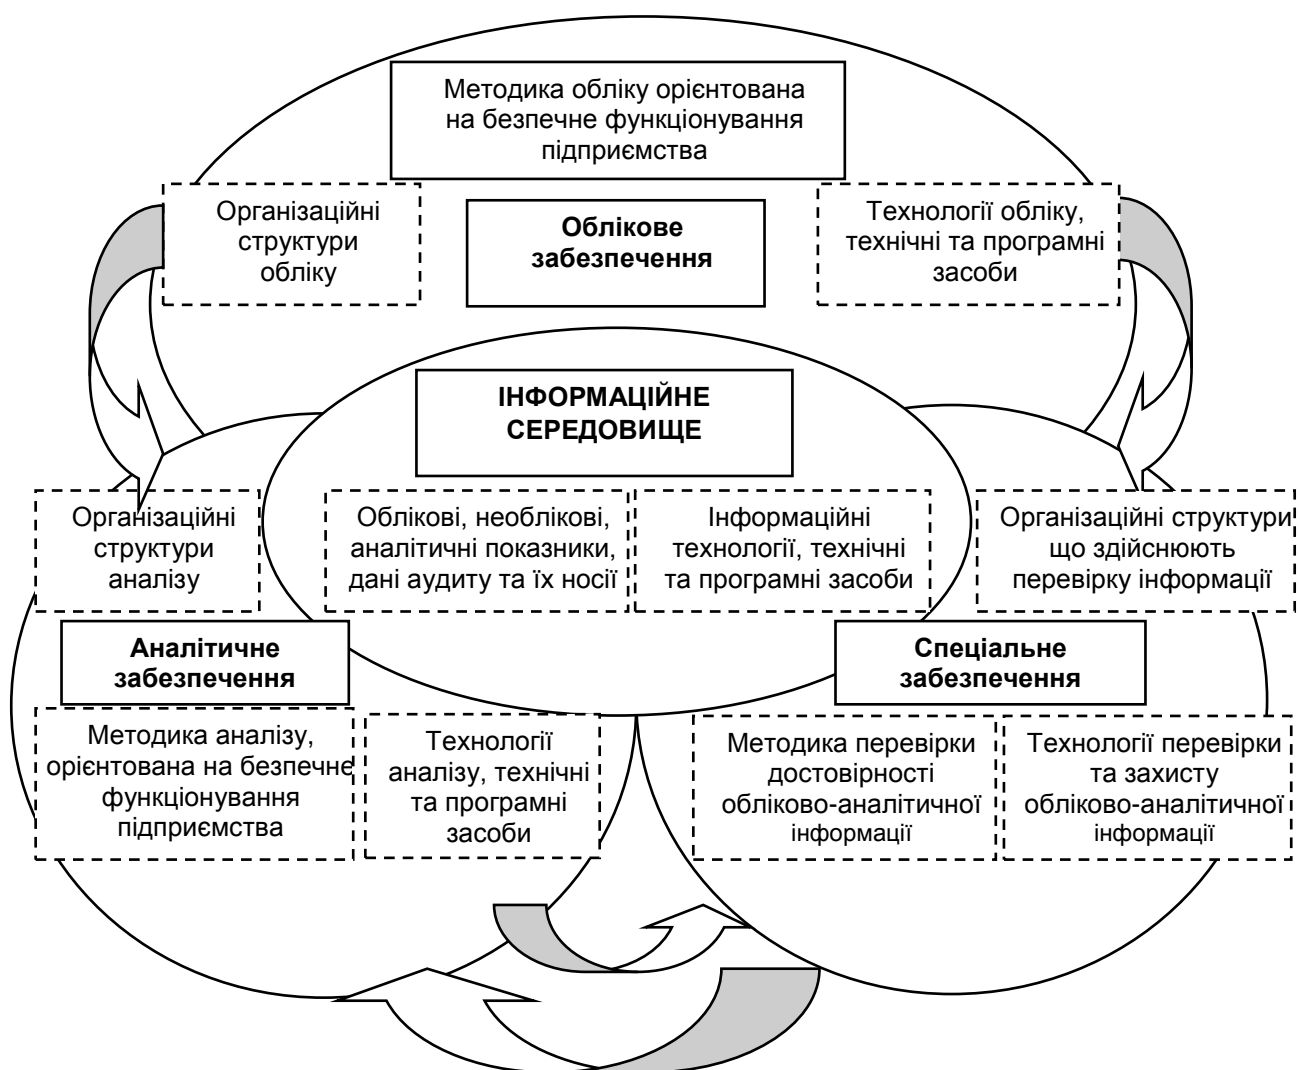 Методика обліку орієнтована
на безпечне функціонування
підприємства
Організаційні
структури
обліку
Облікове
забезпечення
Технології обліку,
технічні та програмні
засоби
ІНФОРМАЦІЙНЕ
СЕРЕДОВИЩЕ
Організаційні
структури
аналізу
Облікові, необлікові,
аналітичні показники,
дані аудиту та їх носії
Інформаційні
технології, технічні
та програмні засоби
Організаційні структури
що здійснюють
перевірку інформації
Аналітичне
забезпечення
Спеціальне
забезпечення
Методика аналізу,
орієнтована на безпечне
функціонування
підприємства
Технології
аналізу, технічні
та програмні
засоби
Методика перевірки
достовірності
обліково-аналітичної
інформації
Технології перевірки
та захисту
обліково-аналітичної
інформації